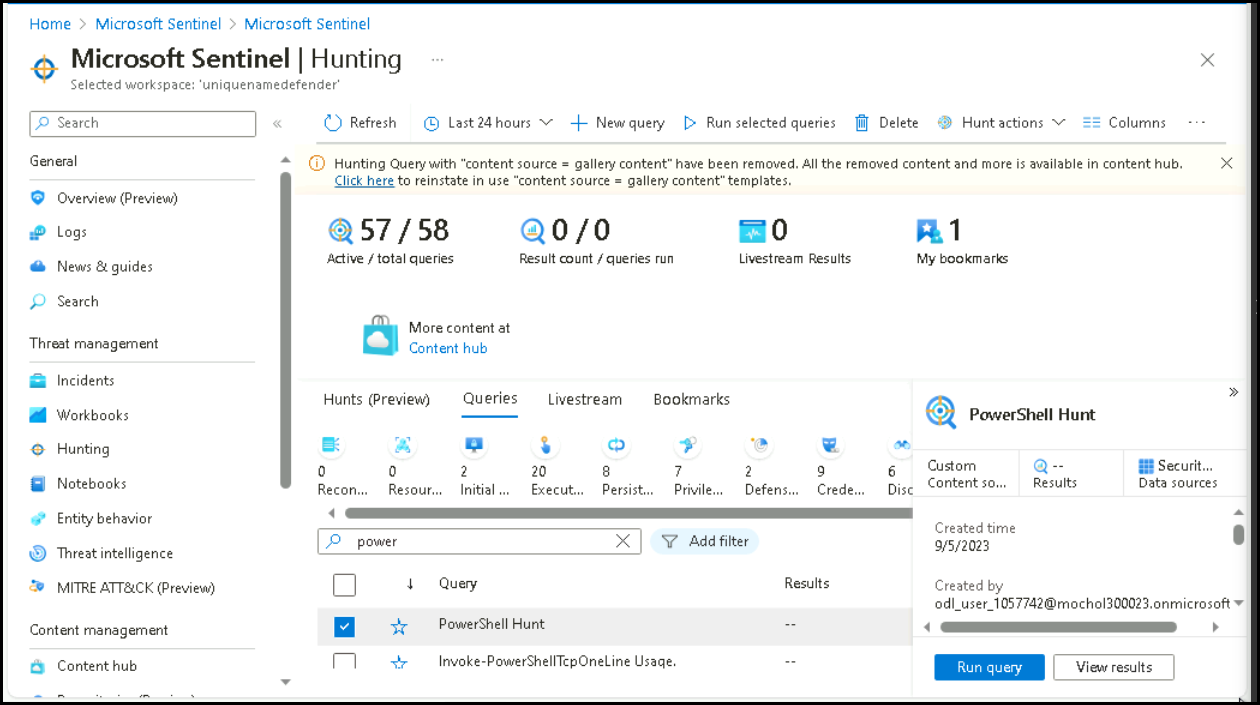 Home > Microsoft Sentinel > Microsoft Sentinel
Microsoft Sentinel | Hunting ...
Selected workspace: 'uniquenamedefender'
Search
«
Refresh Last 24 hours New query Run selected queries Delete Hunt actions Columns ...
General
Overview (Preview)
Logs
News & guides
Search
Threat management
Incidents
Workbooks
Hunting
Notebooks
Entity behavior
Threat intelligence
MITRE ATT&CK (Preview)
Content management
Content hub
Hunting Query with "content source = gallery content" have been removed. All the removed content and more is available in content hub.
Click here to reinstate in use "content source = gallery content" templates.
57 / 58
Active / total queries
0 / 0
Result count / queries run
0
Livestream Results
1
My bookmarks
More content at
Content hub
Hunts (Preview) Queries Livestream Bookmarks
0 0 2 20 8 7 2 9 6
Recon... Resour... Initial ... Execut... Persist... Privile... Defens... Crede... Disc
power
Add filter
↓ Query Results
PowerShell Hunt --
Invoke-PowerShellTcpOneLine Usage. --
»
PowerShell Hunt
Custom
Content so...
--
Results
Securit...
Data sources
Created time
9/5/2023
Created by
odl_user_1057742@mochol300023.onmicrosoft
Run query View results